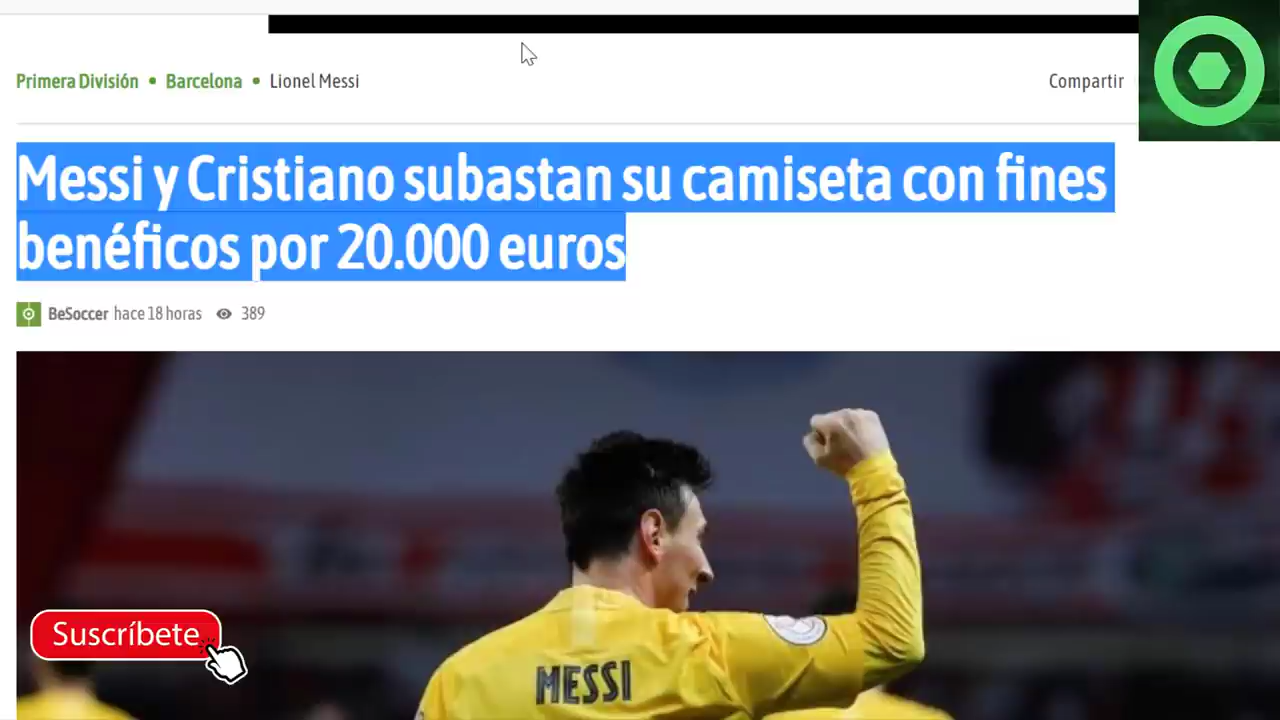 Primera División • Barcelona • Lionel Messi
Compartir
Messi y Cristiano subastan su camiseta con fines
benéficos por 20.000 euros
BeSoccer hace 18 horas 389
MESSI
Suscríbete